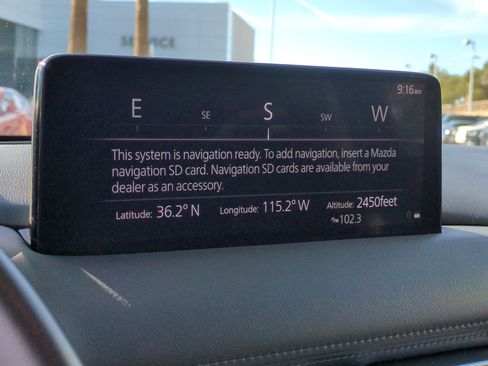 SERVICE
9:16am
E SE S SW W
This system is navigation ready. To add navigation, insert a Mazda
navigation SD card. Navigation SD cards are available from your
dealer as an accessory.
Latitude: 36.2° N Longitude: 115.2° W Altitude: 2450feet
102.3